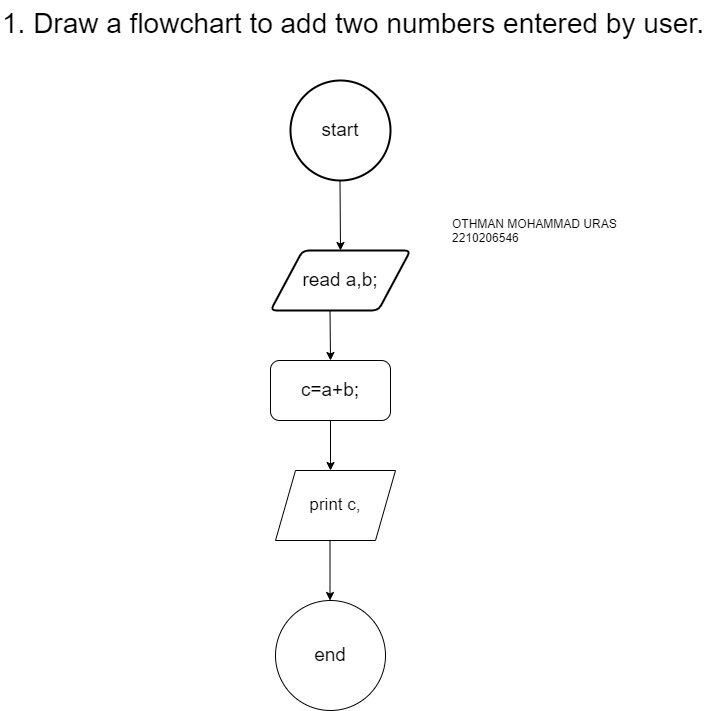 1. Draw a flowchart to add two numbers entered by user.
start
OTHMAN MOHAMMAD URAS
2210206546
read a,b;
c=a+b;
print c,
end